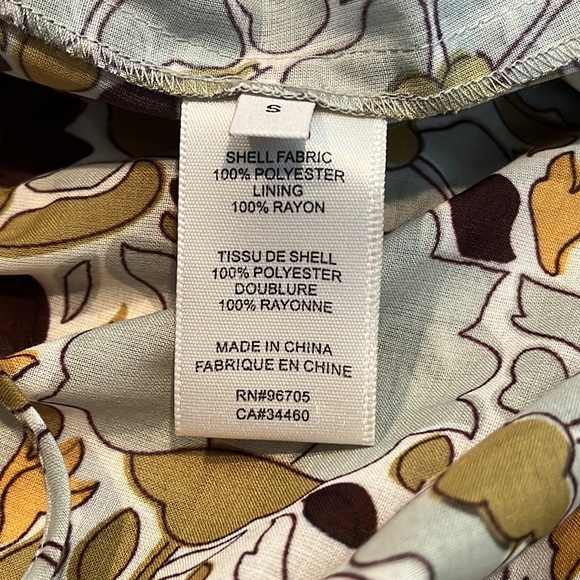 S
SHELL FABRIC
100% POLYESTER
LINING
100% RAYON
TISSU DE SHELL
100% POLYESTER
DOUBLURE
100% RAYONNE
MADE IN CHINA
FABRIQUE EN CHINE
RN#96705
CA#34460